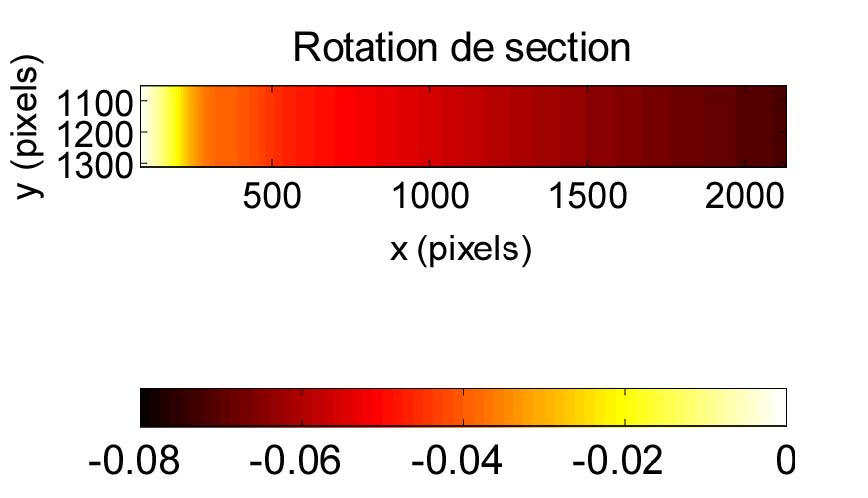 Rotation de section
y (pixels)
1100
1200
1300
500 1000 1500 2000
x (pixels)
-0.08 -0.06 -0.04 -0.02 0